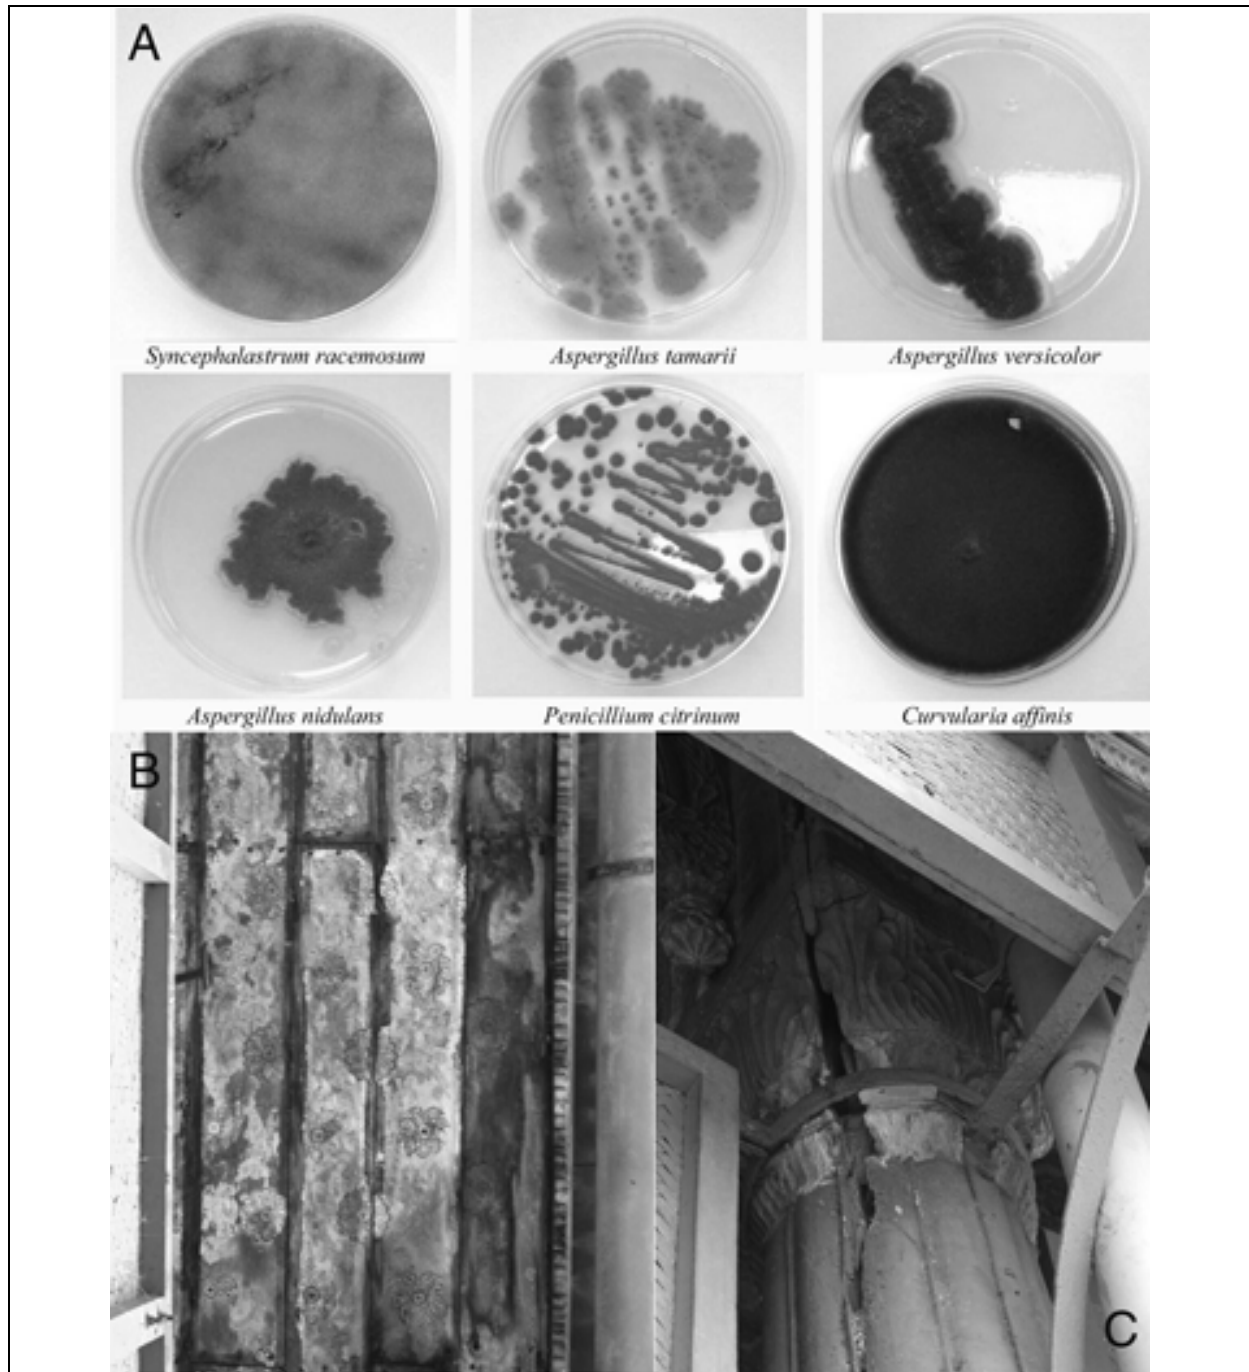 A
Syncephalastrum racemosum
Aspergillus tamarii
Aspergillus versicolor
Aspergillus nidulans
Penicillium citrinum
Curvularia affinis
B
C